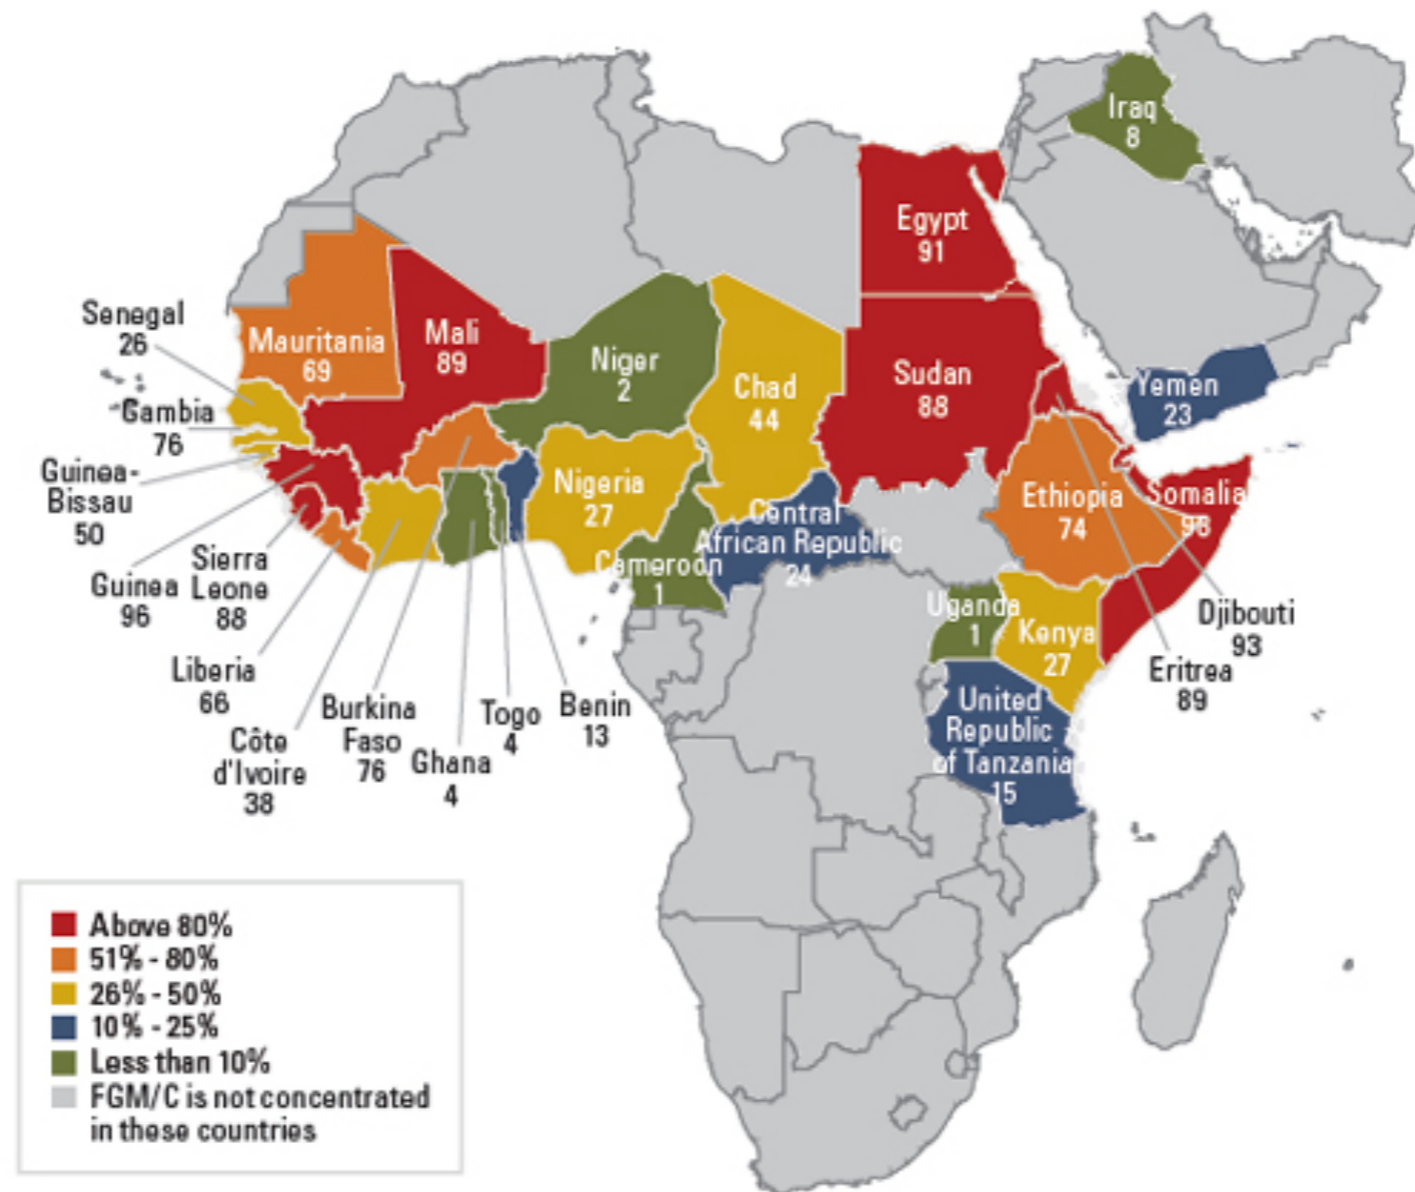 Iraq
8
Egypt
91
Senegal
26
Mauritania
69
Mali
89
Niger
2
Chad
44
Sudan
88
Yemen
23
Gambia
76
Guinea-
Bissau
50
Nigeria
27
Ethiopia
74
Somalia
98
Central
African Republic
24
Cameroon
1
Guinea
96
Sierra
Leone
88
Uganda
1
Kenya
27
Djibouti
93
Eritrea
89
Liberia
66
Côte
d'Ivoire
38
Burkina
Faso
76
Ghana
4
Togo
4
Benin
13
United
Republic
of Tanzania
15
Above 80%
51% - 80%
26% - 50%
10% - 25%
Less than 10%
FGM/C is not concentrated
in these countries